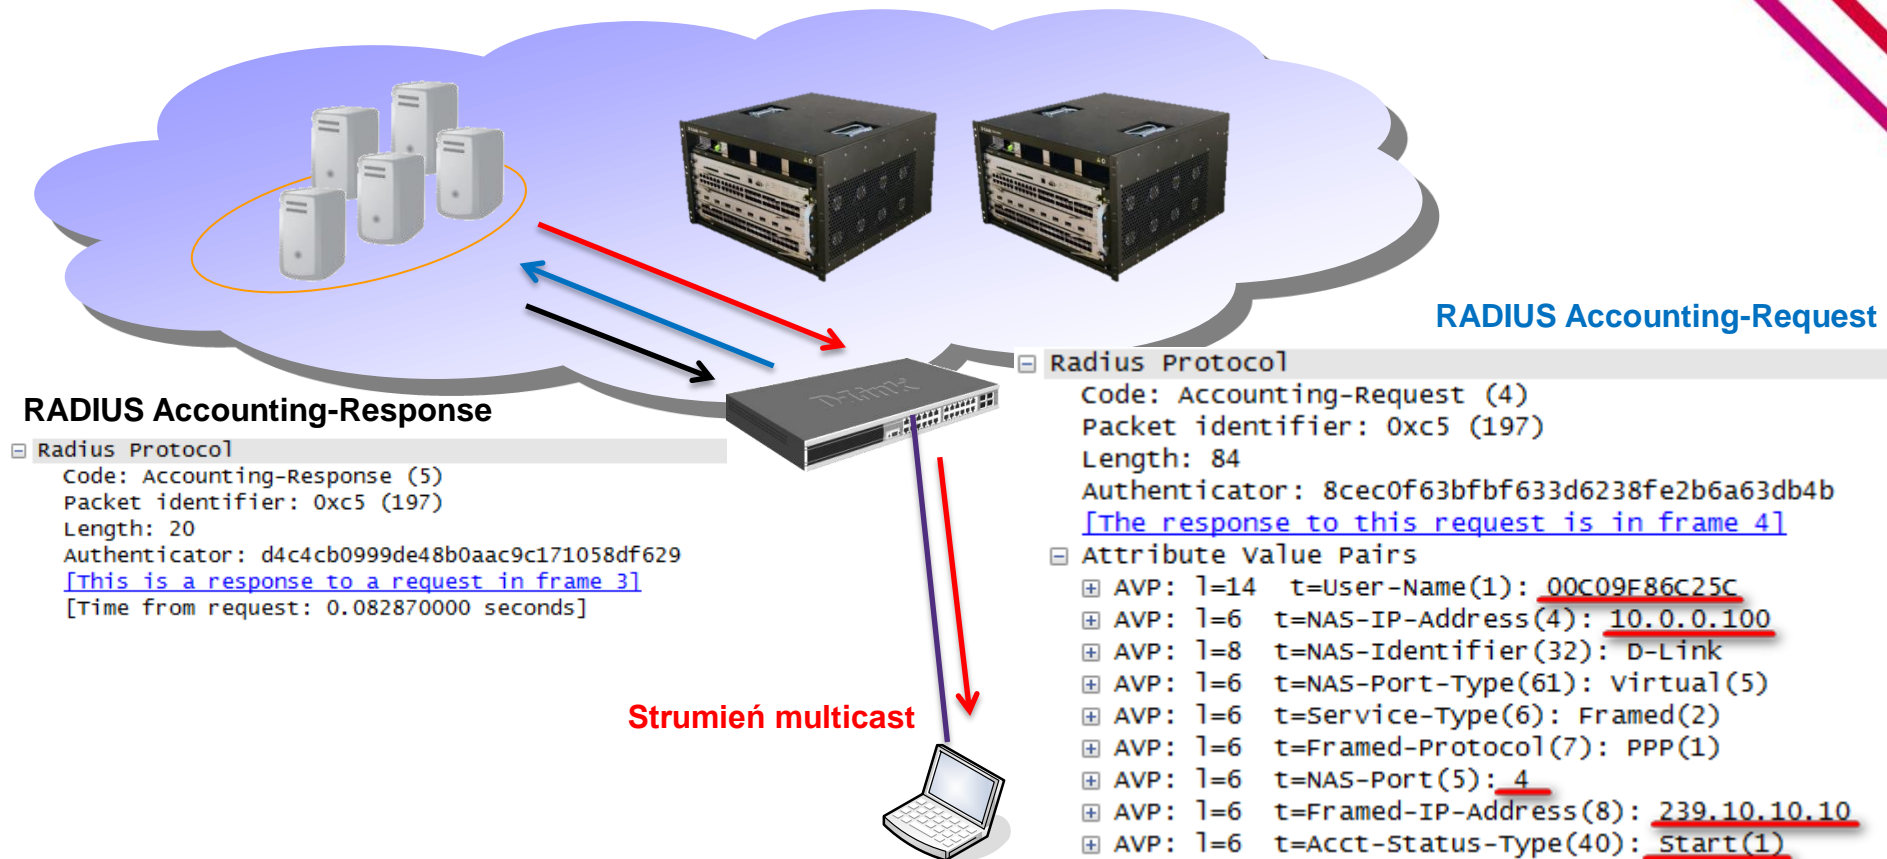 RADIUS Accounting-Request
Radius Protocol
Code: Accounting-Request (4)
Packet identifier: 0xc5 (197)
Length: 84
Authenticator: 8cec0f63bfbf633d6238fe2b6a63db4b
[The response to this request is in frame 4]
Attribute Value Pairs
AVP: l=14 t=User-Name(1): 00C09F86C25C
AVP: l=6 t=NAS-IP-Address(4): 10.0.0.100
AVP: l=8 t=NAS-Identifier(32): D-Link
AVP: l=6 t=NAS-Port-Type(61): Virtual(5)
AVP: l=6 t=Service-Type(6): Framed(2)
AVP: l=6 t=Framed-Protocol(7): PPP(1)
AVP: l=6 t=NAS-Port(5): 4
AVP: l=6 t=Framed-IP-Address(8): 239.10.10.10
AVP: l=6 t=Acct-Status-Type(40): Start(1)
D-Link
RADIUS Accounting-Response
Radius Protocol
Code: Accounting-Response (5)
Packet identifier: 0xc5 (197)
Length: 20
Authenticator: d4c4cb0999de48b0aac9c171058df629
[This is a response to a request in frame 3]
[Time from request: 0.082870000 seconds]
Strumień multicast